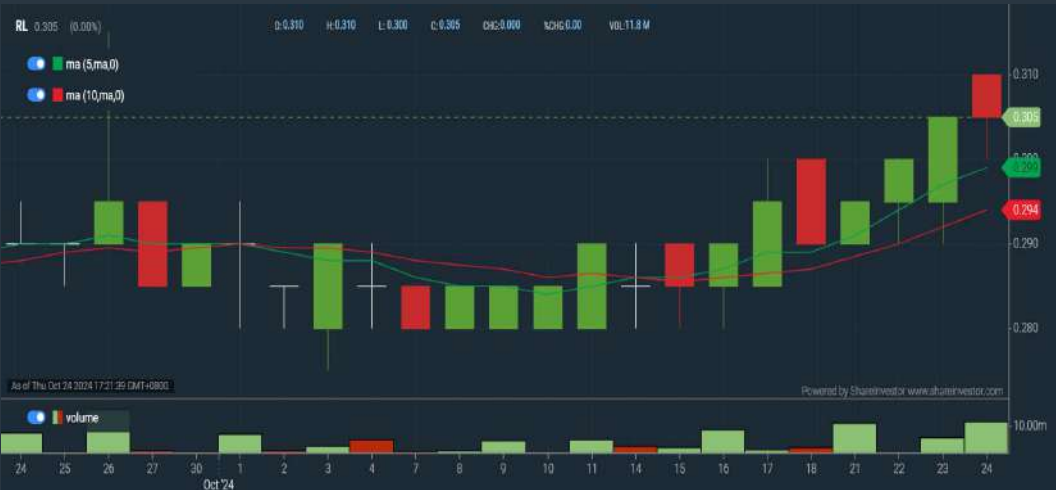 RL 0.305 (0.00%) O:0.310 H:0.310 L:0.300 C:0.305 CHG:0.000 %CHG:0.00 VOL:11.8 M
ma (5,ma,0)
ma (10,ma,0)
0.310
0.305
0.300
0.299
0.294
0.290
0.280
As of Thu Oct 24 2024 17:21:39 GMT+0800
Powered by ShareInvestor www.shareinvestor.com
volume
10.00m
24 25 26 27 30 1 2 3 4 7 8 9 10 11 14 15 16 17 18 21 22 23 24
Oct '24